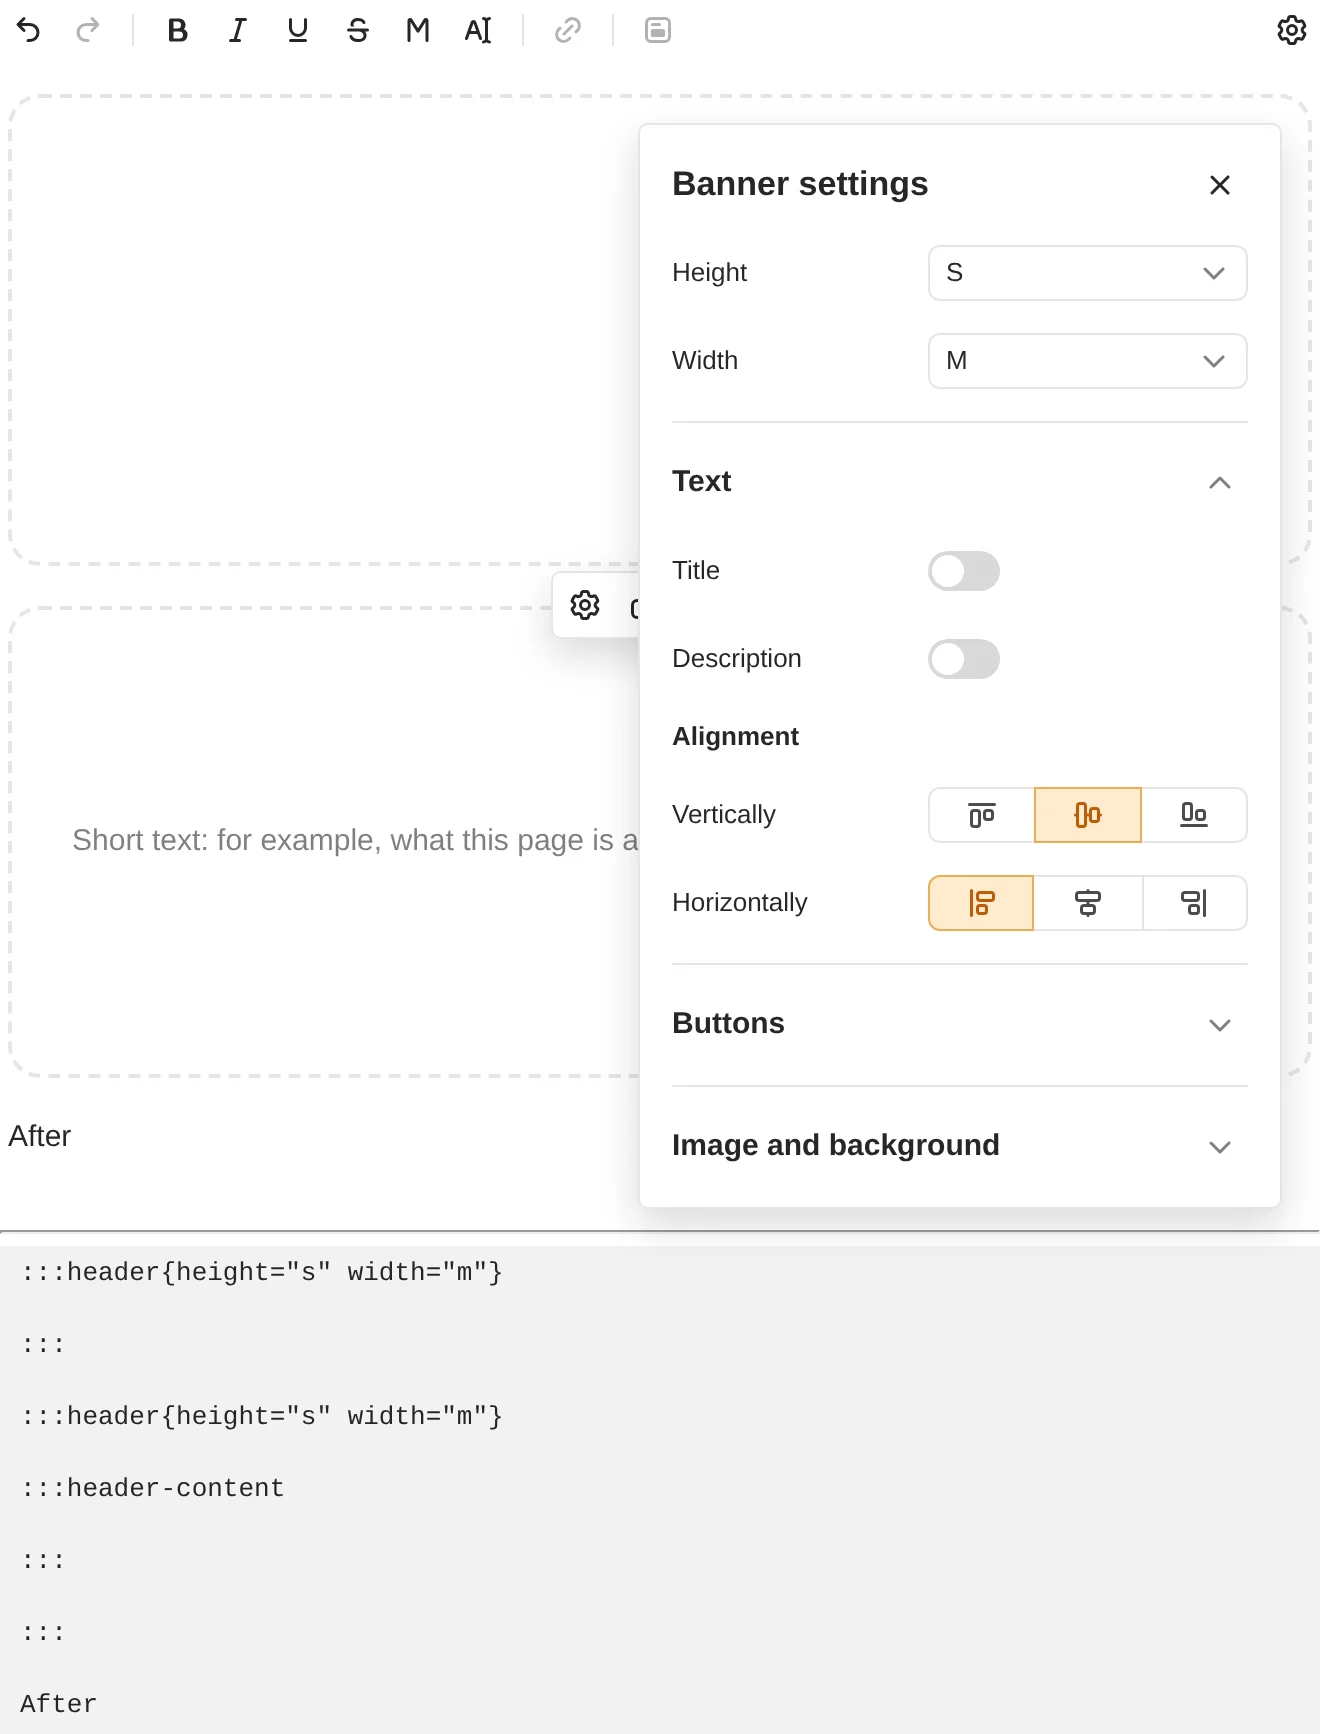 Banner settings
Height
S
Width
M
Text
Title
Description
Short text: for example, what this page is a
Alignment
Vertically
Horizontally
Buttons
After
Image and background
:::header{height="s" width="m"}
:::
:::header{height="s" width="m"}
:::header-content
:::
:::
After